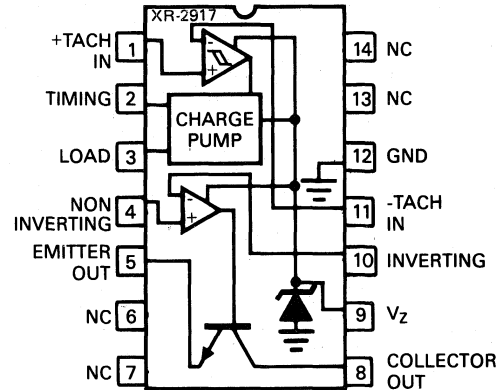 XR-2917
+TACH
IN
1
14
NC
TIMING
2
13
NC
CHARGE
PUMP
LOAD
3
12
GND
NON
INVERTING
4
11
-TACH
IN
EMITTER
OUT
5
10
INVERTING
NC
6
9
VZ
NC
7
8
COLLECTOR
OUT
-
+
-
+